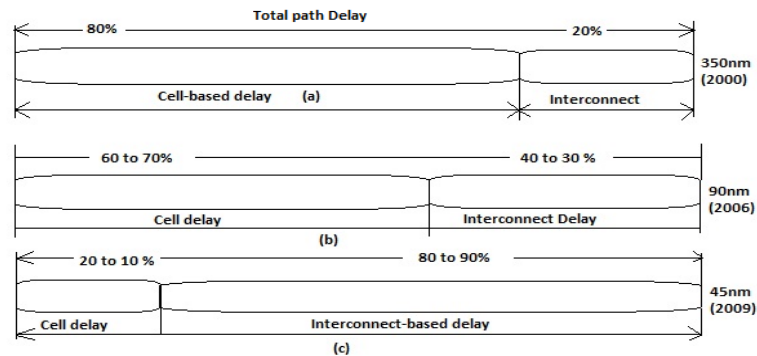 Total path Delay
80% 20%
350nm
(2000)
Cell-based delay (a) Interconnect
60 to 70% 40 to 30 %
90nm
(2006)
Cell delay Interconnect Delay
(b)
20 to 10 % 80 to 90%
45nm
(2009)
Cell delay Interconnect-based delay
(c)